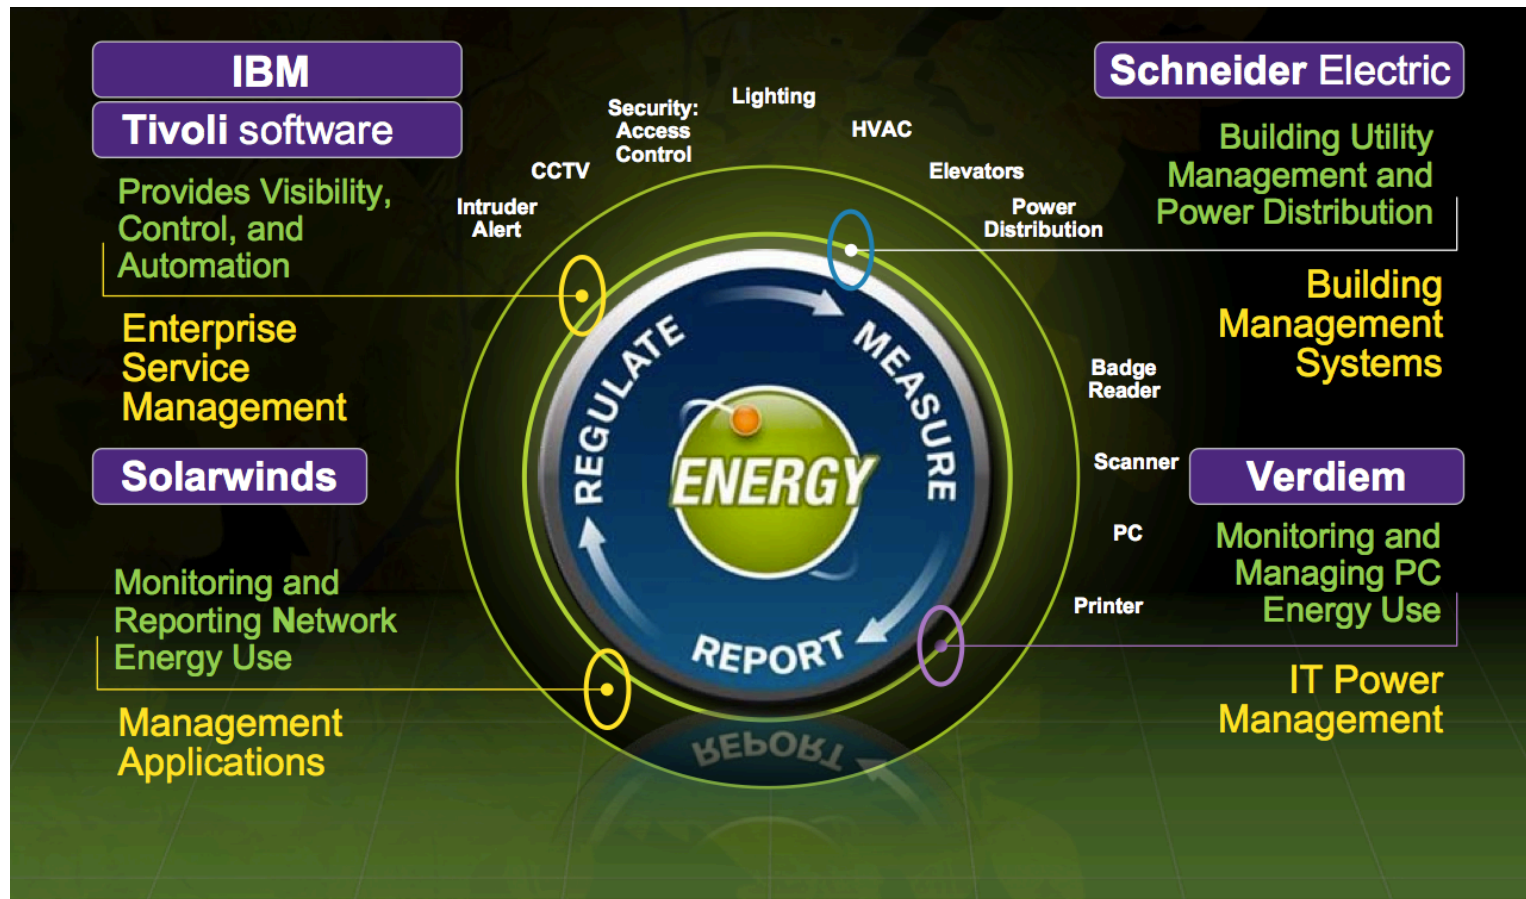 IBM
Tivoli software
Provides Visibility,
Control, and
Automation
Enterprise
Service
Management
Solarwinds
Monitoring and
Reporting Network
Energy Use
Management
Applications
Intruder
Alert
CCTV
Security:
Access
Control
Lighting
HVAC
Elevators
Power
Distribution
REGULATE
MEASURE
ENERGY
REPORT
REPORT
Badge
Reader
Scanner
PC
Printer
Schneider Electric
Building Utility
Management and
Power Distribution
Building
Management
Systems
Verdiem
Monitoring and
Managing PC
Energy Use
IT Power
Management